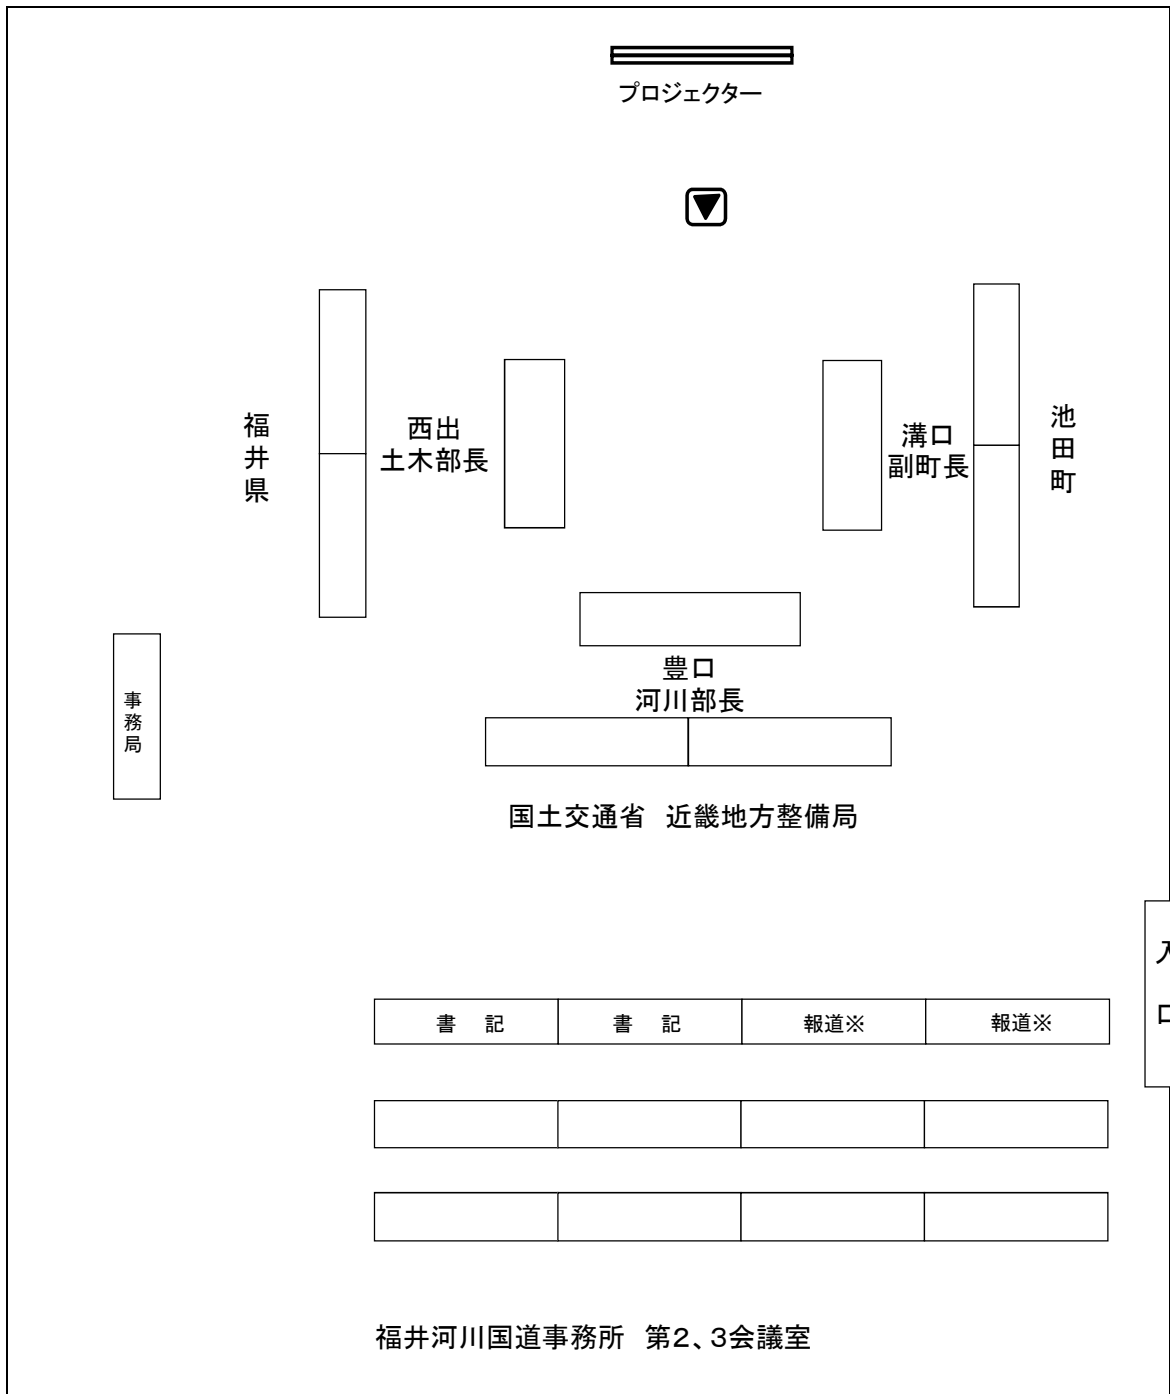 プロジェクター
福井県
西出
土木部長
溝口
副町長
池田町
豊口
河川部長
事務局
国土交通省 近畿地方整備局
入口
書 記 書 記 報道※ 報道※
福井河川国道事務所 第2、3会議室